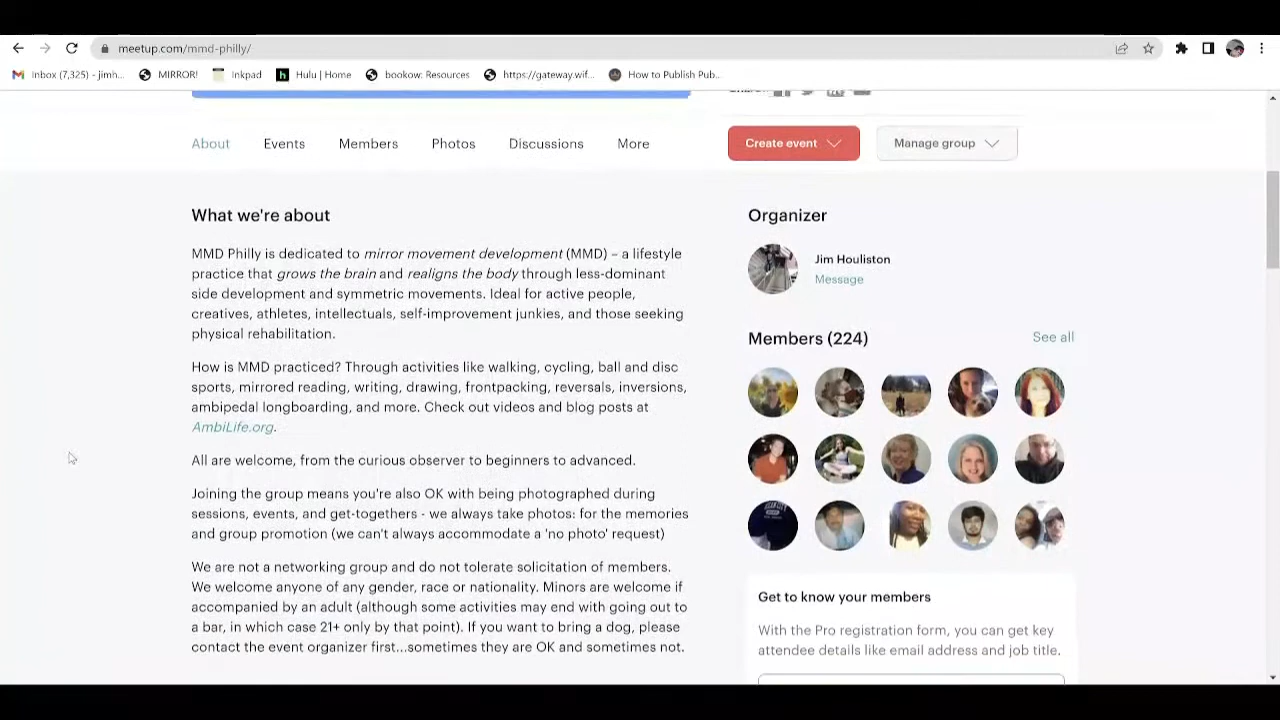 meetup.com/mmd-philly/
Inbox (7,325) - jimh... MIRROR! Inkpad Hulu | Home bookow: Resources https://gateway.wif... How to Publish Pub...
About Events Members Photos Discussions More Create event Manage group
What we're about
MMD Philly is dedicated to mirror movement development (MMD) – a lifestyle
practice that grows the brain and realigns the body through less-dominant
side development and symmetric movements. Ideal for active people,
creatives, athletes, intellectuals, self-improvement junkies, and those seeking
physical rehabilitation.
How is MMD practiced? Through activities like walking, cycling, ball and disc
sports, mirrored reading, writing, drawing, frontpacking, reversals, inversions,
ambipedal longboarding, and more. Check out videos and blog posts at
AmbiLife.org.
All are welcome, from the curious observer to beginners to advanced.
Joining the group means you're also OK with being photographed during
sessions, events, and get-togethers - we always take photos: for the memories
and group promotion (we can't always accommodate a 'no photo' request)
We are not a networking group and do not tolerate solicitation of members.
We welcome anyone of any gender, race or nationality. Minors are welcome if
accompanied by an adult (although some activities may end with going out to
a bar, in which case 21+ only by that point). If you want to bring a dog, please
contact the event organizer first...sometimes they are OK and sometimes not.
Organizer
Jim Houliston
Message
Members (224) See all
Get to know your members
With the Pro registration form, you can get key
attendee details like email address and job title.